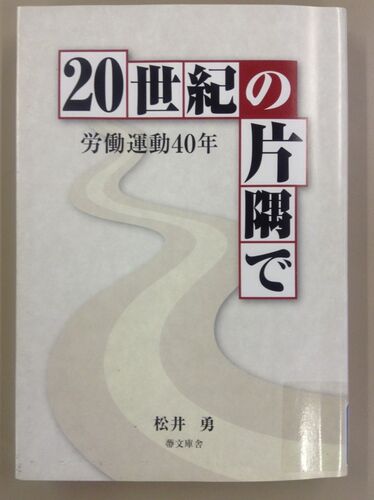 20世紀の片隅で
労働運動40年
松井 勇
夢文庫舎